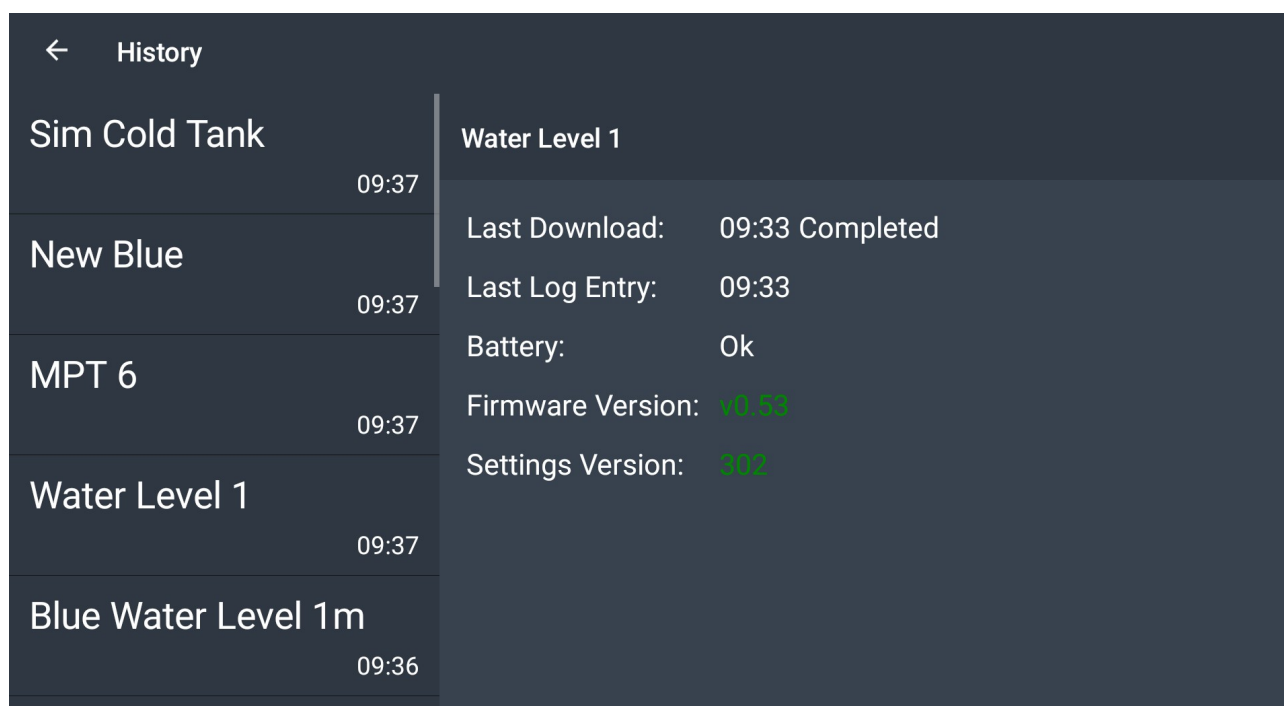 History
Sim Cold Tank
09:37
New Blue
09:37
MPT 6
09:37
Water Level 1
09:37
Blue Water Level 1m
09:36
Water Level 1
Last Download: 09:33 Completed
Last Log Entry: 09:33
Battery: Ok
Firmware Version: v0.53
Settings Version: 302